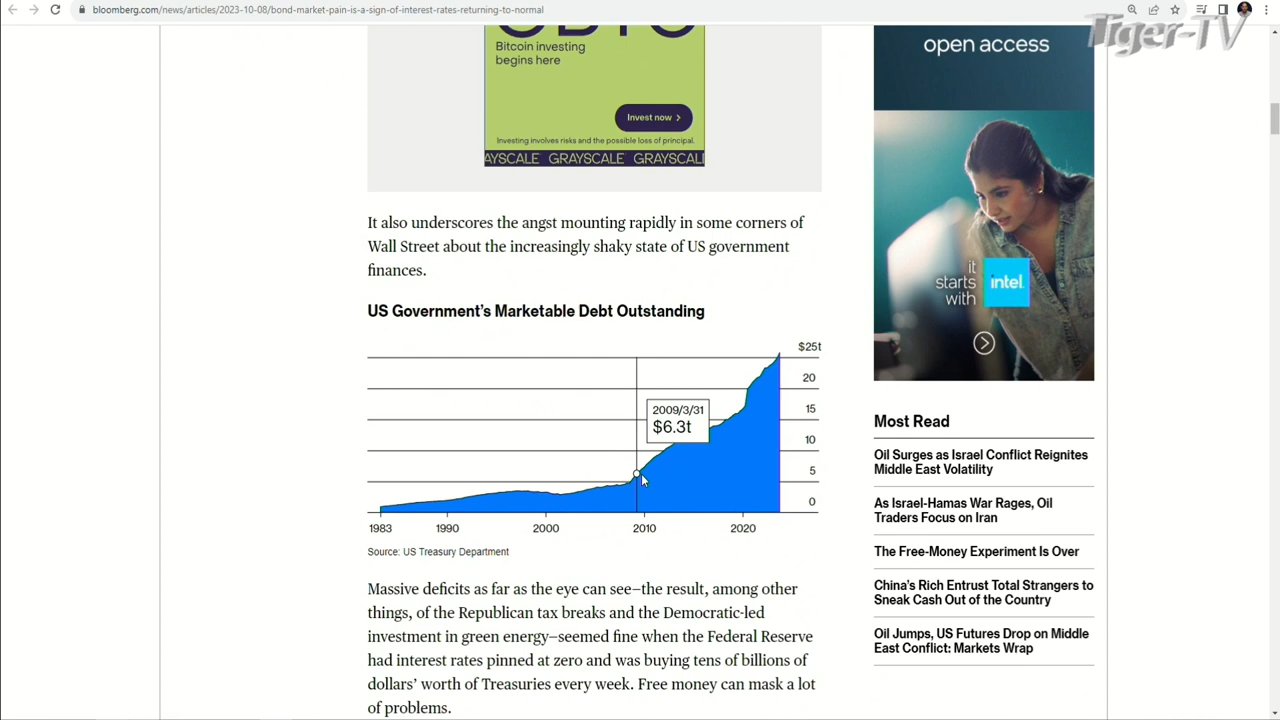 bloomberg.com/news/articles/2023-10-08/bond-market-pain-is-a-sign-of-interest-rates-returning-to-normal
Tiger-TV
Bitcoin investing
begins here
Invest now >
Investing involves risks and the possible loss of principal.
AYSCALE GRAYSCALE GRAYSCAL
open access
it
starts
with
intel.
It also underscores the angst mounting rapidly in some corners of
Wall Street about the increasingly shaky state of US government
finances.
US Government's Marketable Debt Outstanding
$25t
20
15
10
5
0
2009/3/31
$6.3t
1983 1990 2000 2010 2020
Source: US Treasury Department
Massive deficits as far as the eye can see—the result, among other
things, of the Republican tax breaks and the Democratic-led
investment in green energy—seemed fine when the Federal Reserve
had interest rates pinned at zero and was buying tens of billions of
dollars' worth of Treasuries every week. Free money can mask a lot
of problems.
Most Read
Oil Surges as Israel Conflict Reignites
Middle East Volatility
As Israel-Hamas War Rages, Oil
Traders Focus on Iran
The Free-Money Experiment Is Over
China's Rich Entrust Total Strangers to
Sneak Cash Out of the Country
Oil Jumps, US Futures Drop on Middle
East Conflict: Markets Wrap